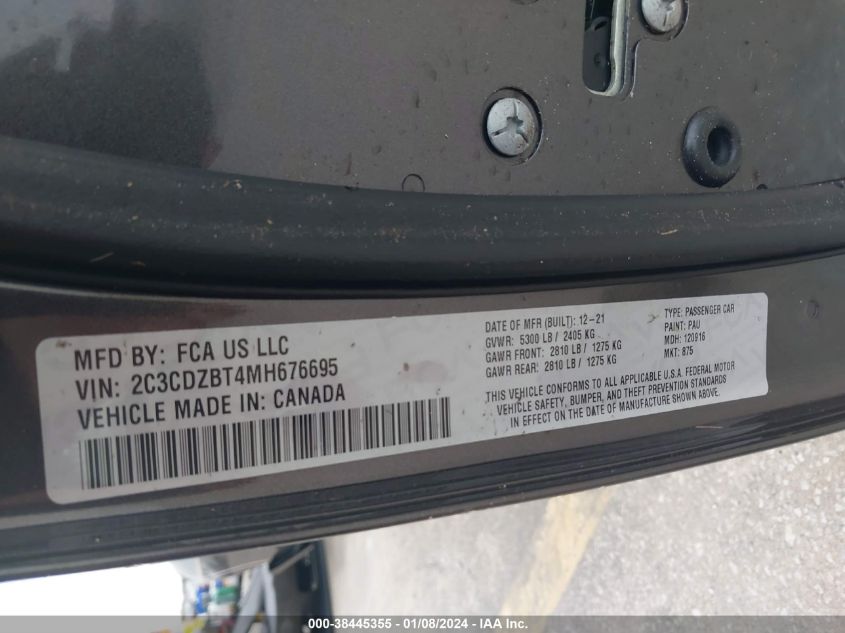 MFD BY: FCA US LLC
VIN: 2C3CDZBT4MH676695
VEHICLE MADE IN: CANADA
DATE OF MFR (BUILT): 12-21
GVWR: 5300 LB / 2405 KG
GAWR FRONT: 2810 LB / 1275 KG
GAWR REAR: 2810 LB / 1275 KG
TYPE: PASSENGER CAR
PAINT: PAU
MDH: 120916
MKT: 875
THIS VEHICLE CONFORMS TO ALL APPLICABLE U.S.A. FEDERAL MOTOR
VEHICLE SAFETY, BUMPER, AND THEFT PREVENTION STANDARDS
IN EFFECT ON THE DATE OF MANUFACTURE SHOWN ABOVE.
000-38445355 - 01/08/2024 - IAA Inc.